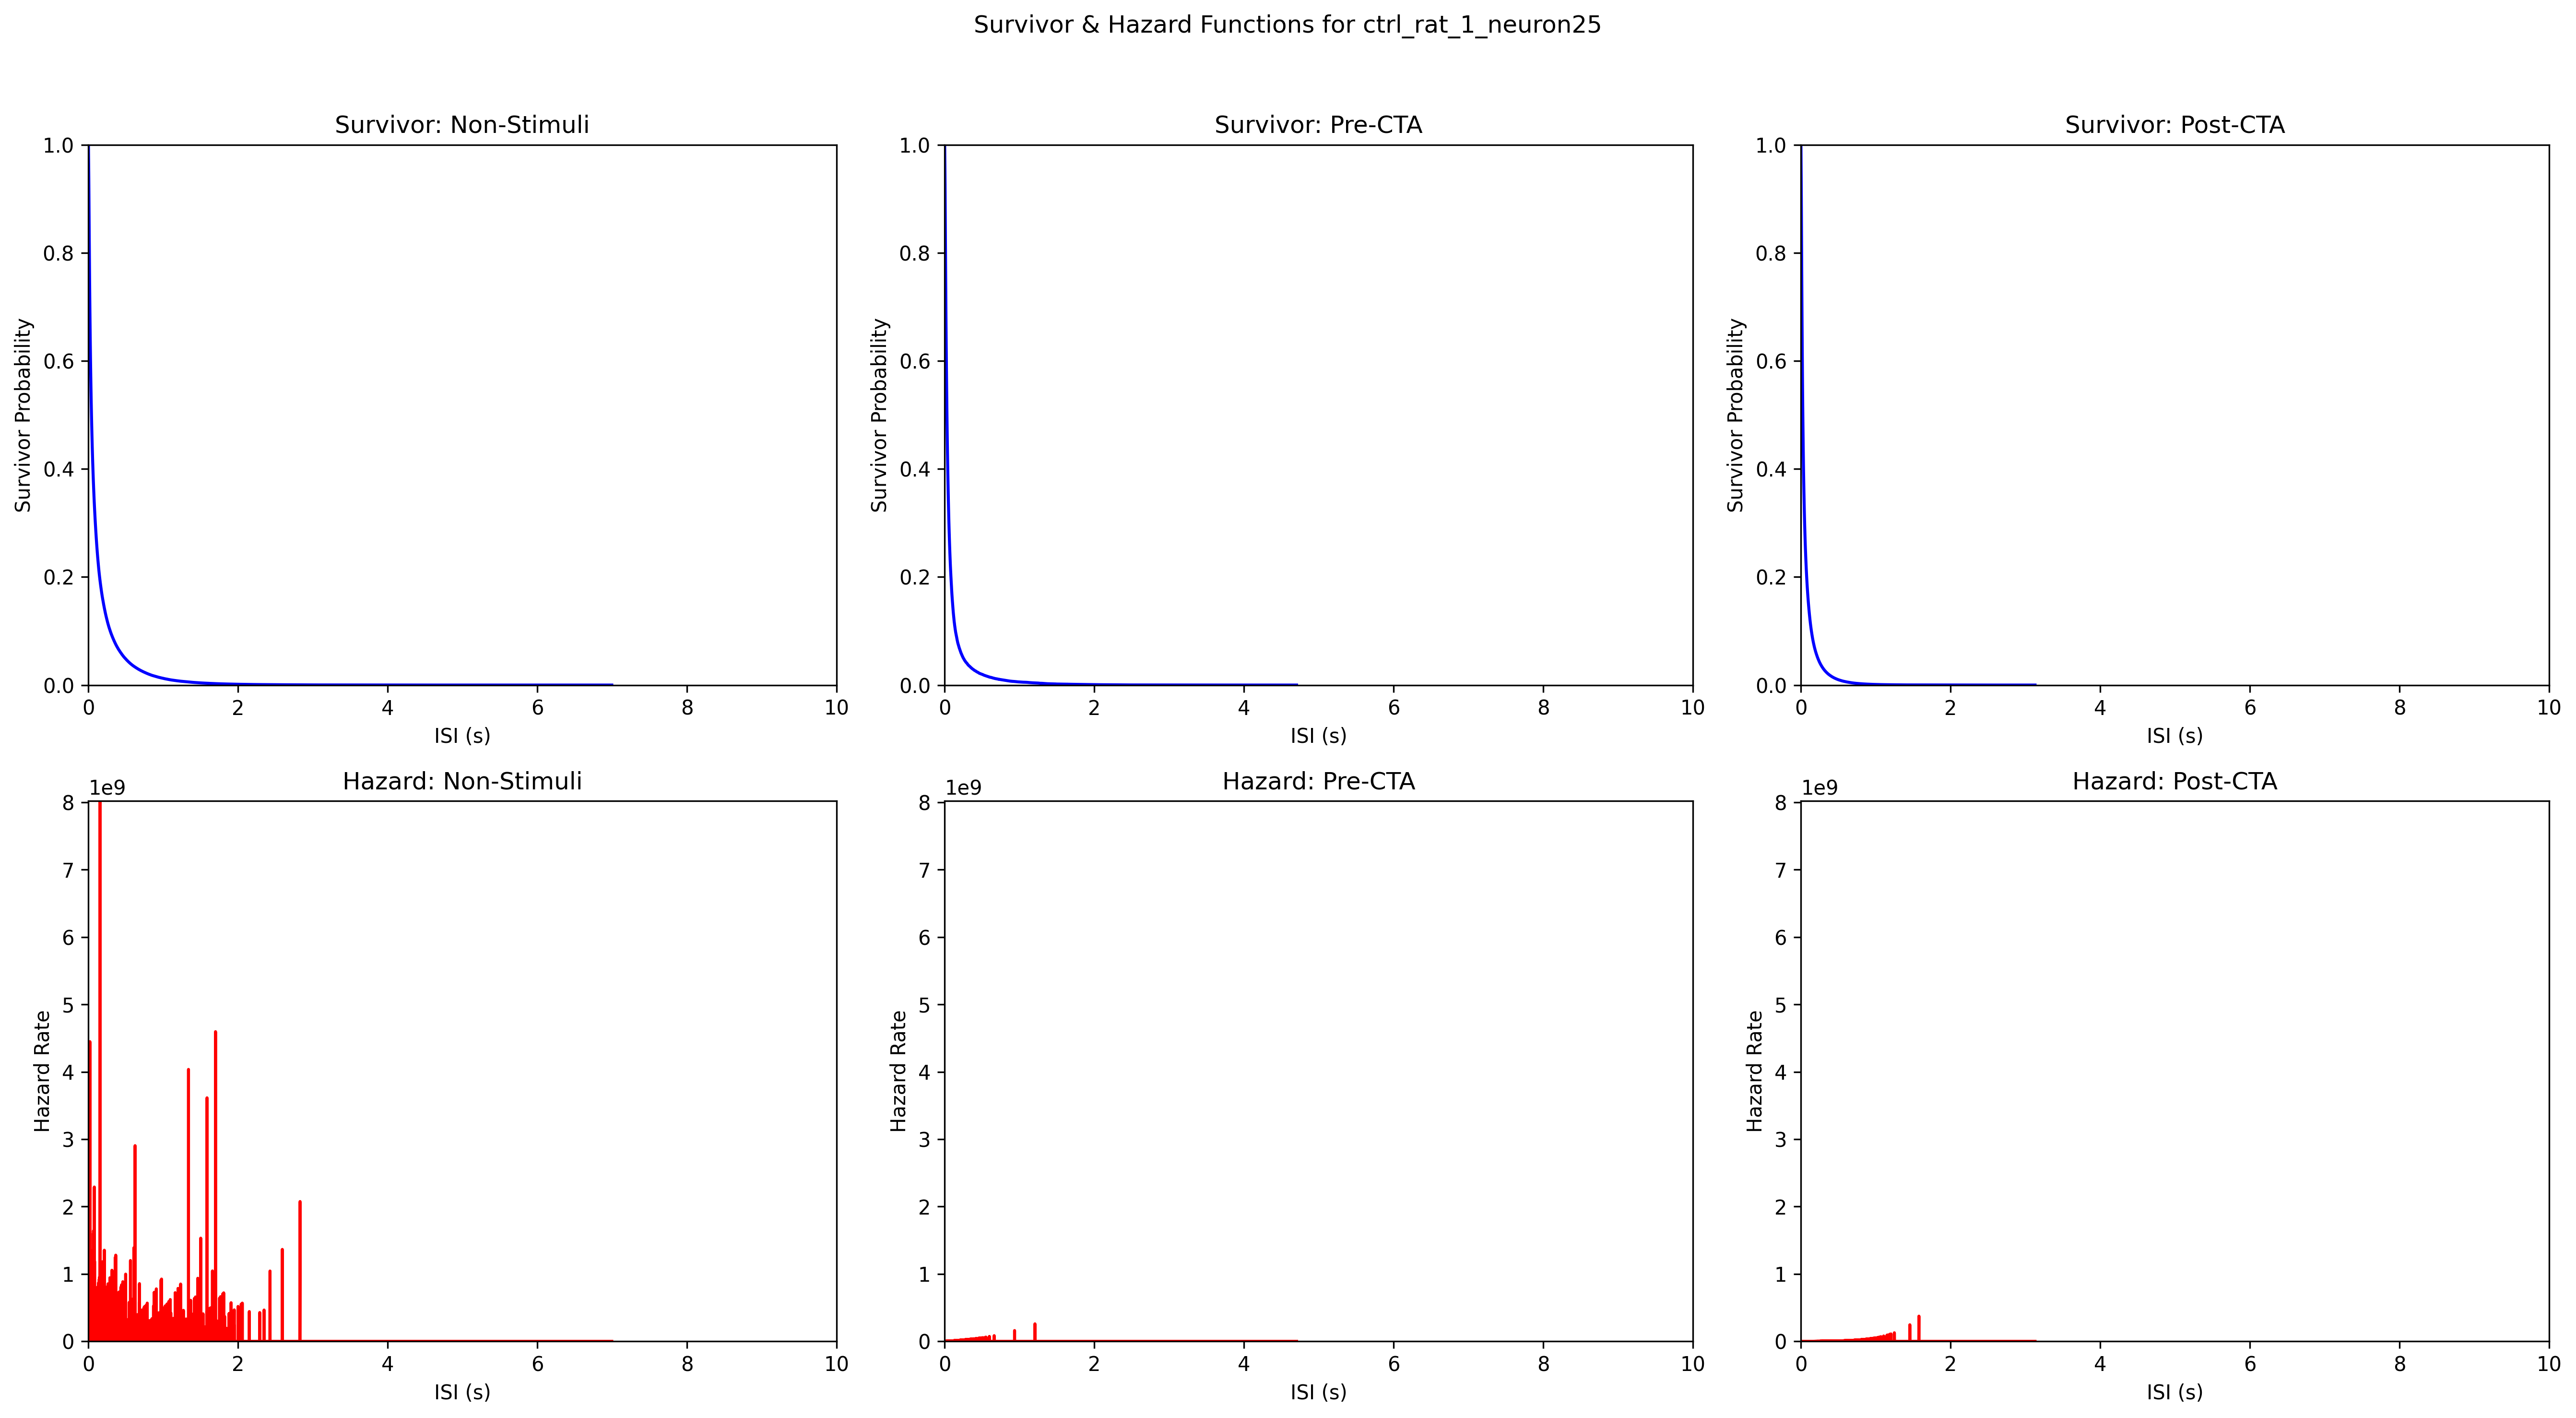 Survivor & Hazard Functions for ctrl_rat_1_neuron25
Survivor: Non-Stimuli
1.0
0.8
0.6
0.4
0.2
0.0
Survivor Probability
0 2 4 6 8 10
ISI (s)
Survivor: Pre-CTA
1.0
0.8
0.6
0.4
0.2
0.0
Survivor Probability
0 2 4 6 8 10
ISI (s)
Survivor: Post-CTA
1.0
0.8
0.6
0.4
0.2
0.0
Survivor Probability
0 2 4 6 8 10
ISI (s)
Hazard: Non-Stimuli
1e9
8
7
6
5
4
3
2
1
0
Hazard Rate
0 2 4 6 8 10
ISI (s)
Hazard: Pre-CTA
1e9
8
7
6
5
4
3
2
1
0
Hazard Rate
0 2 4 6 8 10
ISI (s)
Hazard: Post-CTA
1e9
8
7
6
5
4
3
2
1
0
Hazard Rate
0 2 4 6 8 10
ISI (s)